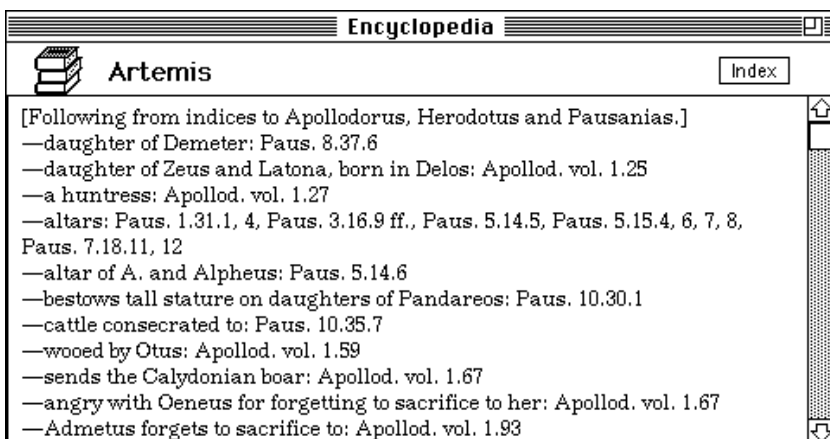 Encyclopedia
Artemis
Index
[Following from indices to Apollodorus, Herodotus and Pausanias.]
—daughter of Demeter: Paus. 8.37.6
—daughter of Zeus and Latona, born in Delos: Apollod. vol. 1.25
—a huntress: Apollod. vol. 1.27
—altars: Paus. 1.31.1, 4, Paus. 3.16.9 ff., Paus. 5.14.5, Paus. 5.15.4, 6, 7, 8,
Paus. 7.18.11, 12
—altar of A. and Alpheus: Paus. 5.14.6
—bestows tall stature on daughters of Pandareos: Paus. 10.30.1
—cattle consecrated to: Paus. 10.35.7
—wooed by Otus: Apollod. vol. 1.59
—sends the Calydonian boar: Apollod. vol. 1.67
—angry with Oeneus for forgetting to sacrifice to her: Apollod. vol. 1.67
—Admetus forgets to sacrifice to: Apollod. vol. 1.93